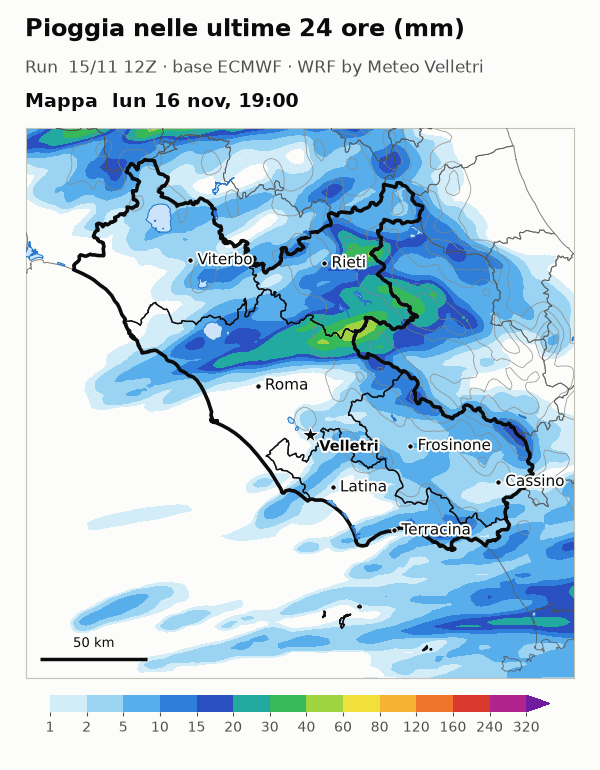 Pioggia nelle ultime 24 ore (mm)
Run 15/11 12Z · base ECMWF · WRF by Meteo Velletri
Mappa lun 16 nov, 19:00
Viterbo
Rieti
Roma
Velletri
Frosinone
Latina
Cassino
Terracina
50 km
1 2 5 10 15 20 30 40 60 80 120 160 240 320